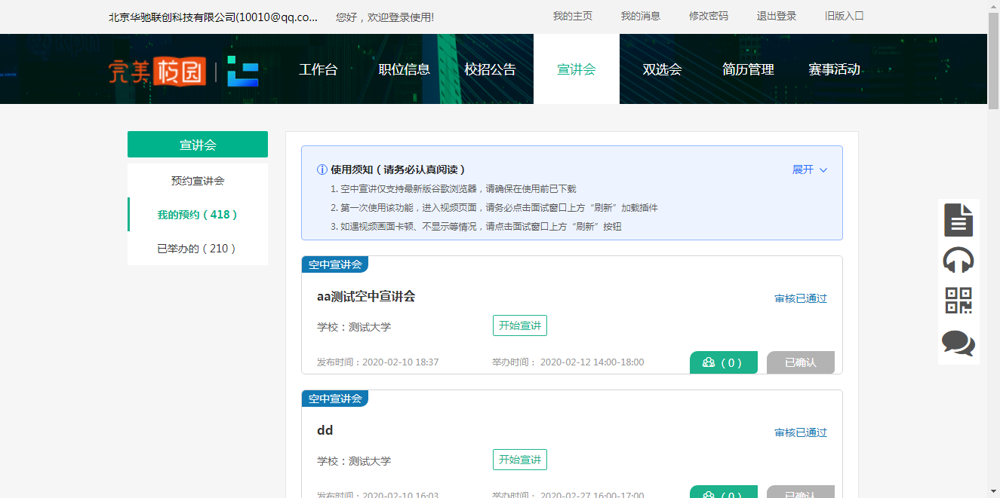 北京华驰联创科技有限公司(10010@qq.co... 您好，欢迎登录使用! 我的主页 我的消息 修改密码 退出登录 旧版入口
完美校园 工作台 职位信息 校招公告 宣讲会 双选会 简历管理 赛事活动
宣讲会
预约宣讲会
我的预约（418）
已举办的（210）
使用须知（请务必认真阅读） 展开
1. 空中宣讲仅支持最新版谷歌浏览器，请确保在使用前已下载
2. 第一次使用该功能，进入视频页面，请务必点击面试窗口上方“刷新”加载插件
3. 如遇视频画面卡顿、不显示等情况，请点击面试窗口上方“刷新”按钮
空中宣讲会
aa测试空中宣讲会 审核已通过
学校：测试大学 开始宣讲
发布时间：2020-02-10 18:37 举办时间： 2020-02-12 14:00-18:00 （0） 已确认
空中宣讲会
dd 审核已通过
学校：测试大学 开始宣讲
发布时间：2020-02-10 16:03 举办时间： 2020-02-27 16:00-17:00 （0） 已确认